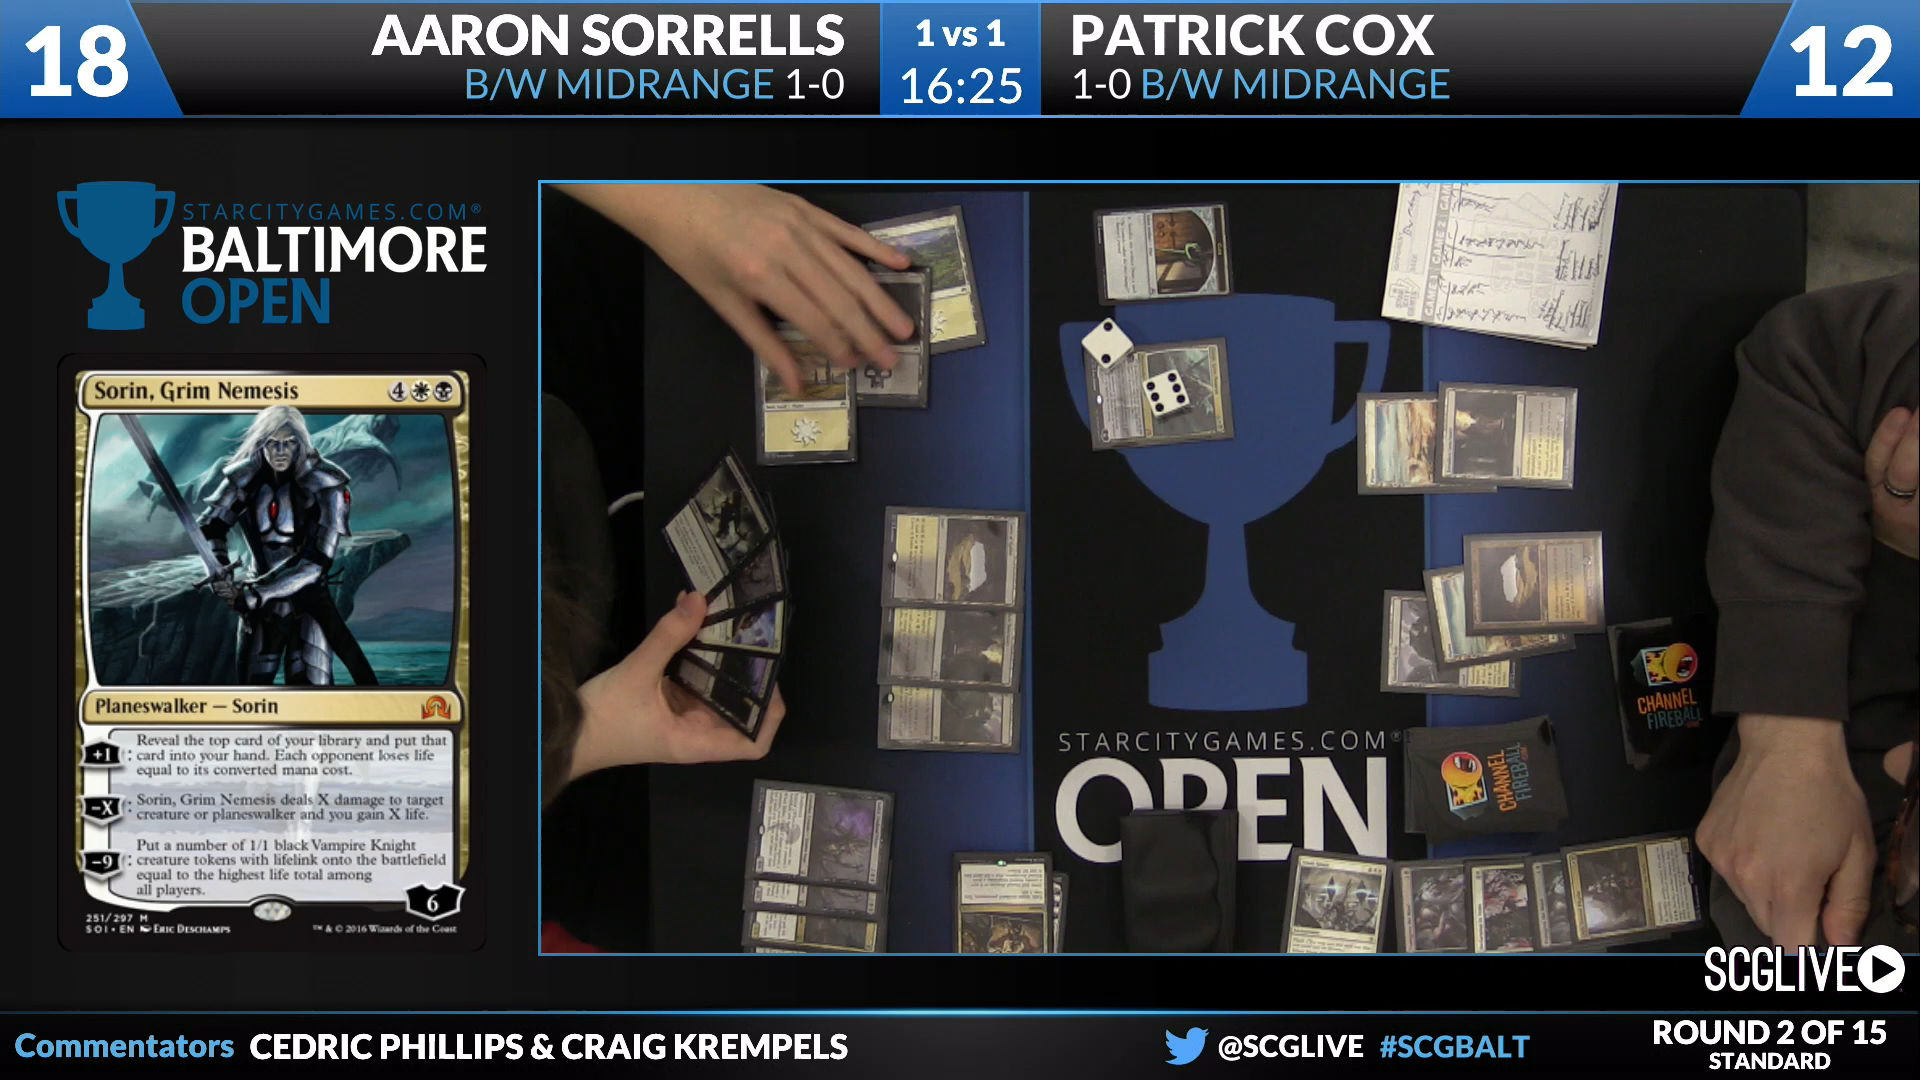 18
AARON SORRELLS
B/W MIDRANGE 1-0
1 vs 1
16:25
PATRICK COX
1-0 B/W MIDRANGE
12
STARCITYGAMES.COM®
BALTIMORE
OPEN
Sorin, Grim Nemesis 4
Planeswalker — Sorin
+1: Reveal the top card of your library and put that
card into your hand. Each opponent loses life
equal to its converted mana cost.
-X: Sorin, Grim Nemesis deals X damage to target
creature or planeswalker and you gain X life.
-9: Put a number of 1/1 black Vampire Knight
creature tokens with lifelink onto the battlefield
equal to the highest life total among
all players.
6
251/297 M
SOI • EN ERIC DESCHAMPS
™ & © 2016 Wizards of the Coast
STARCITYGAMES.COM®
OPEN
CHANNEL
FIREBALL
CHANNEL
FIREBALL
SCGLIVE
Commentators CEDRIC PHILLIPS & CRAIG KREMPELS
@SCGLIVE #SCGBALT
ROUND 2 OF 15
STANDARD